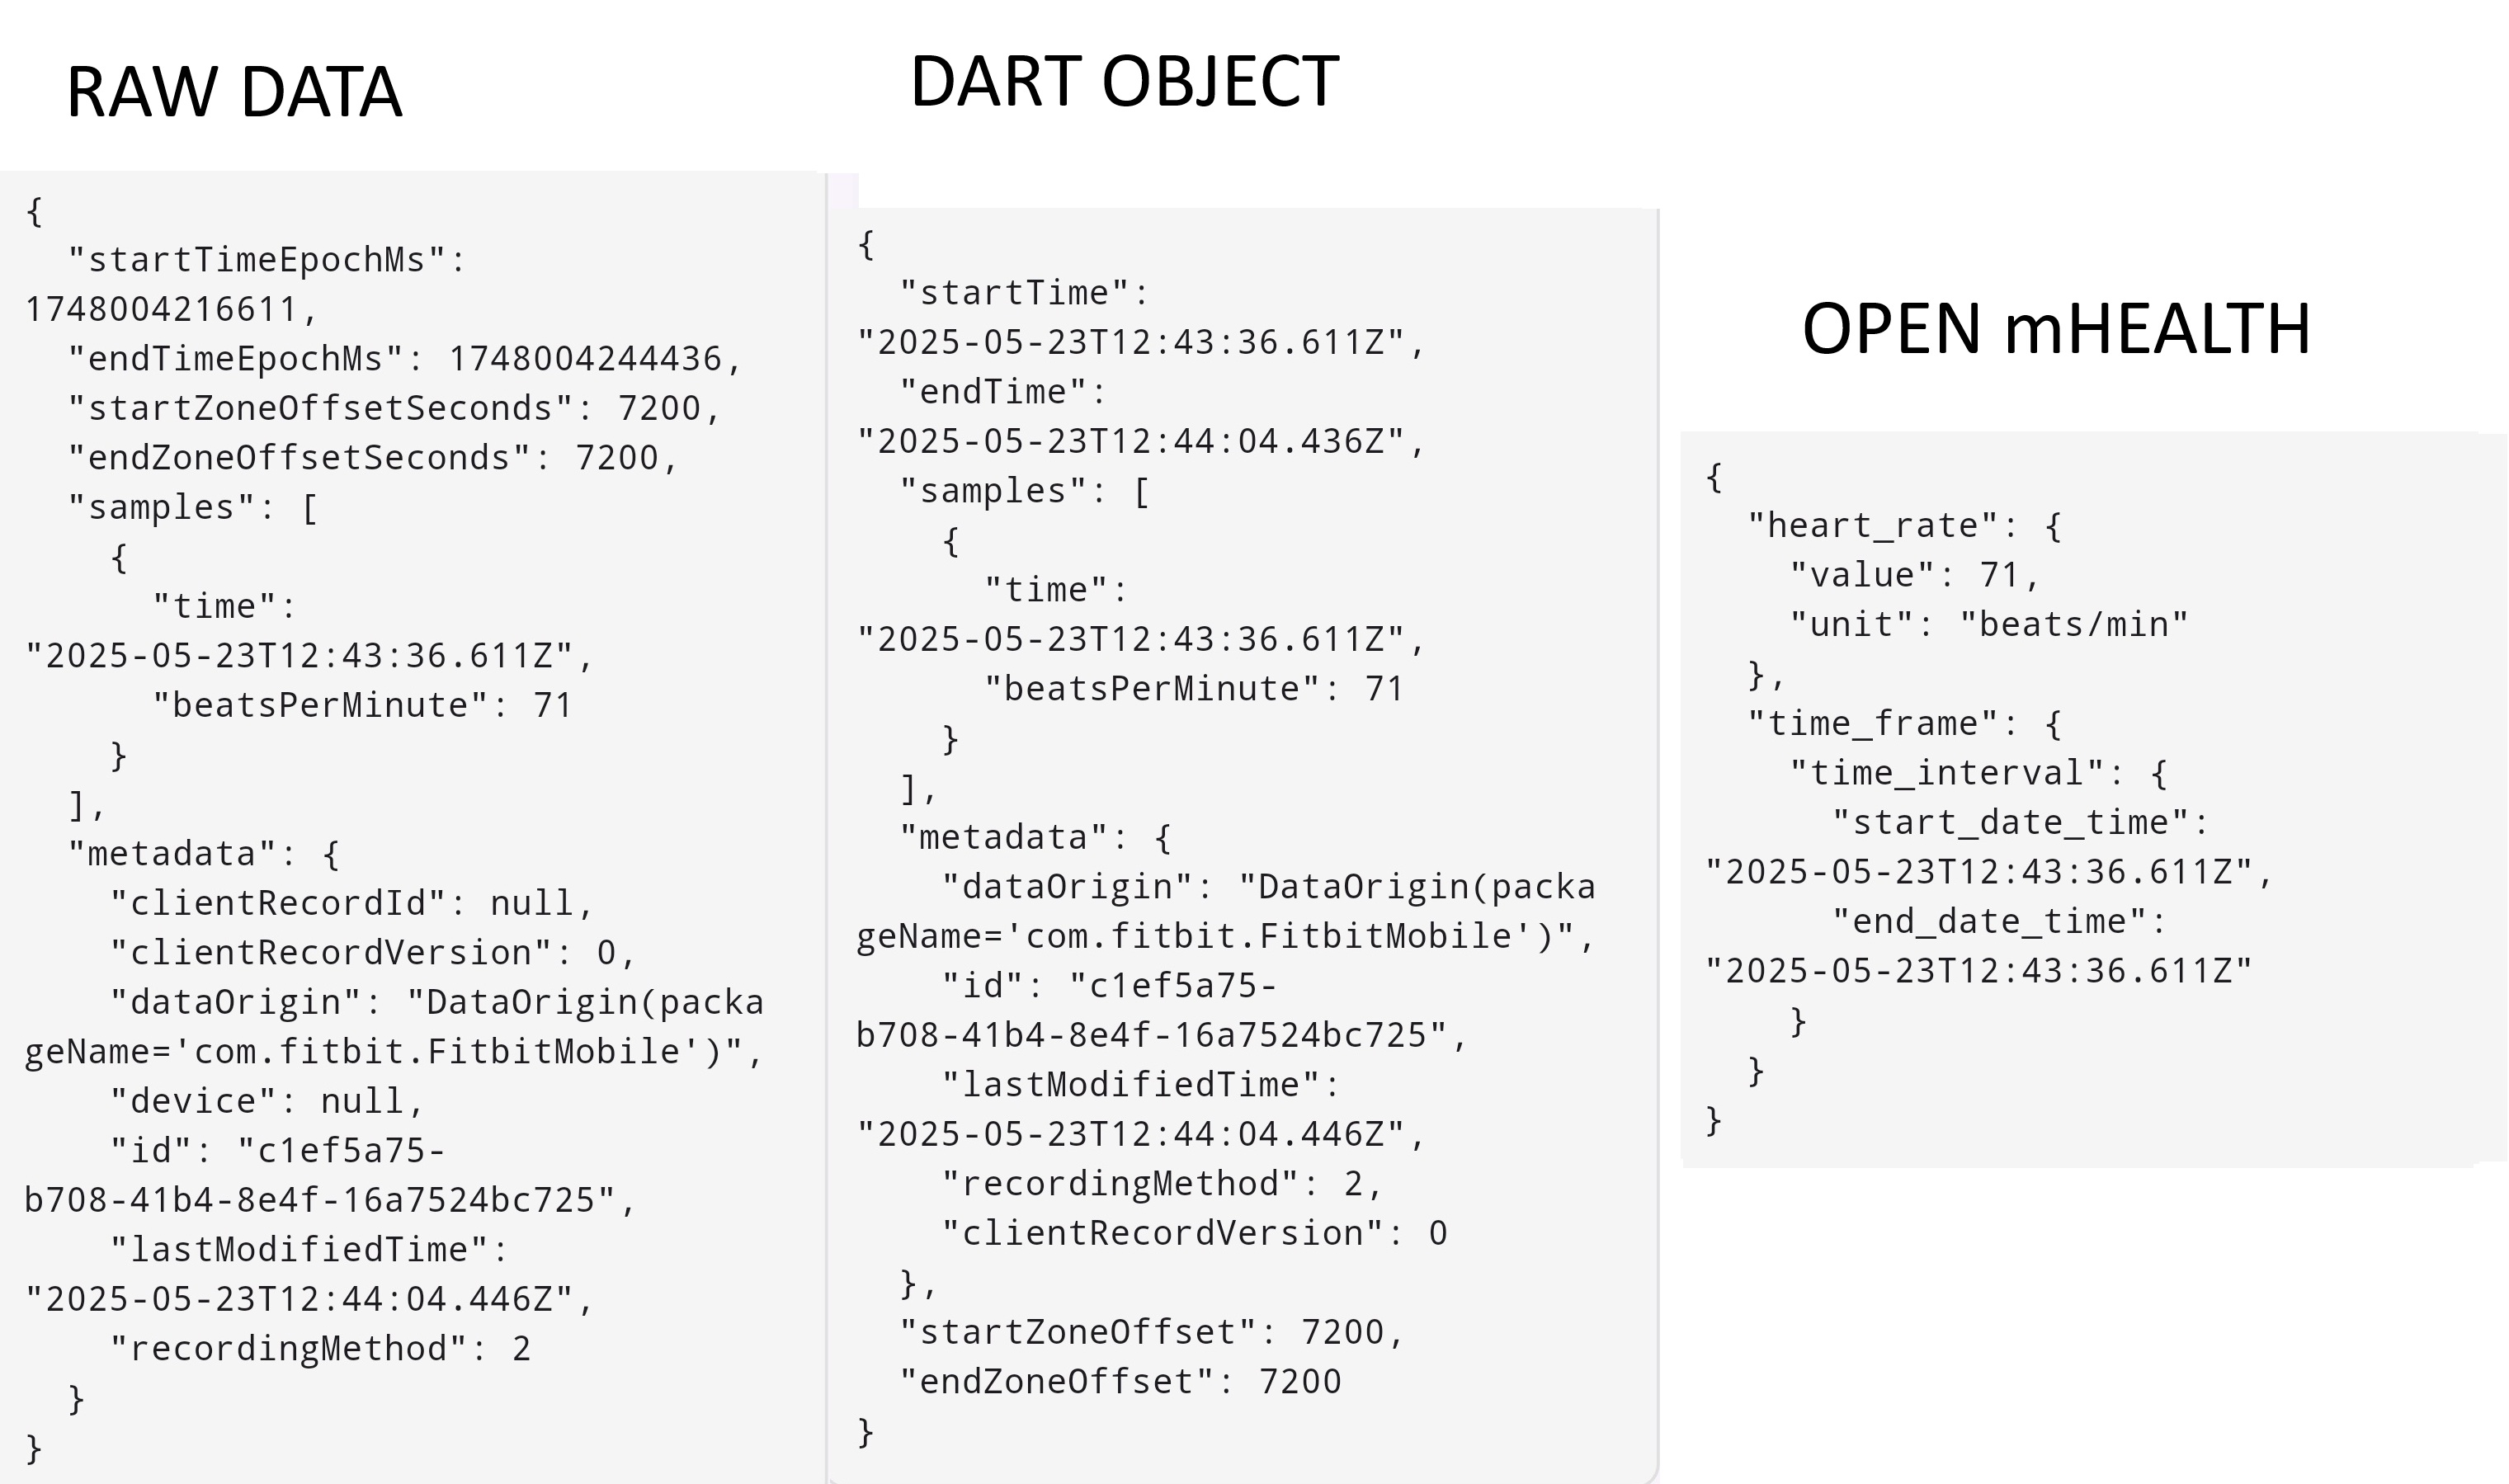 RAW DATA
{
  "startTimeEpochMs":
1748004216611,
  "endTimeEpochMs": 1748004244436,
  "startZoneOffsetSeconds": 7200,
  "endZoneOffsetSeconds": 7200,
  "samples": [
    {
      "time":
"2025-05-23T12:43:36.611Z",
      "beatsPerMinute": 71
    }
  ],
  "metadata": {
    "clientRecordId": null,
    "clientRecordVersion": 0,
    "dataOrigin": "DataOrigin(packa
geName='com.fitbit.FitbitMobile')",
    "device": null,
    "id": "c1ef5a75-
b708-41b4-8e4f-16a7524bc725",
    "lastModifiedTime":
"2025-05-23T12:44:04.446Z",
    "recordingMethod": 2
  }
}
DART OBJECT
{
  "startTime":
"2025-05-23T12:43:36.611Z",
  "endTime":
"2025-05-23T12:44:04.436Z",
  "samples": [
    {
      "time":
"2025-05-23T12:43:36.611Z",
      "beatsPerMinute": 71
    }
  ],
  "metadata": {
    "dataOrigin": "DataOrigin(packa
geName='com.fitbit.FitbitMobile')",
    "id": "c1ef5a75-
b708-41b4-8e4f-16a7524bc725",
    "lastModifiedTime":
"2025-05-23T12:44:04.446Z",
    "recordingMethod": 2,
    "clientRecordVersion": 0
  },
  "startZoneOffset": 7200,
  "endZoneOffset": 7200
}
OPEN mHEALTH
{
  "heart_rate": {
    "value": 71,
    "unit": "beats/min"
  },
  "time_frame": {
    "time_interval": {
      "start_date_time":
"2025-05-23T12:43:36.611Z",
      "end_date_time":
"2025-05-23T12:43:36.611Z"
    }
  }
}